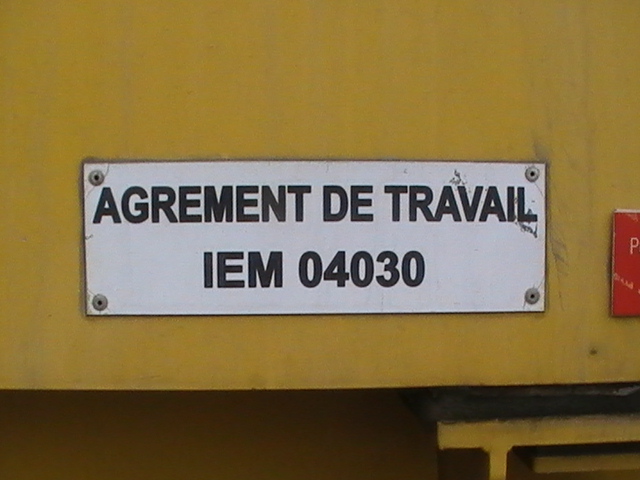 AGREMENT DE TRAVAIL
IEM 04030
P